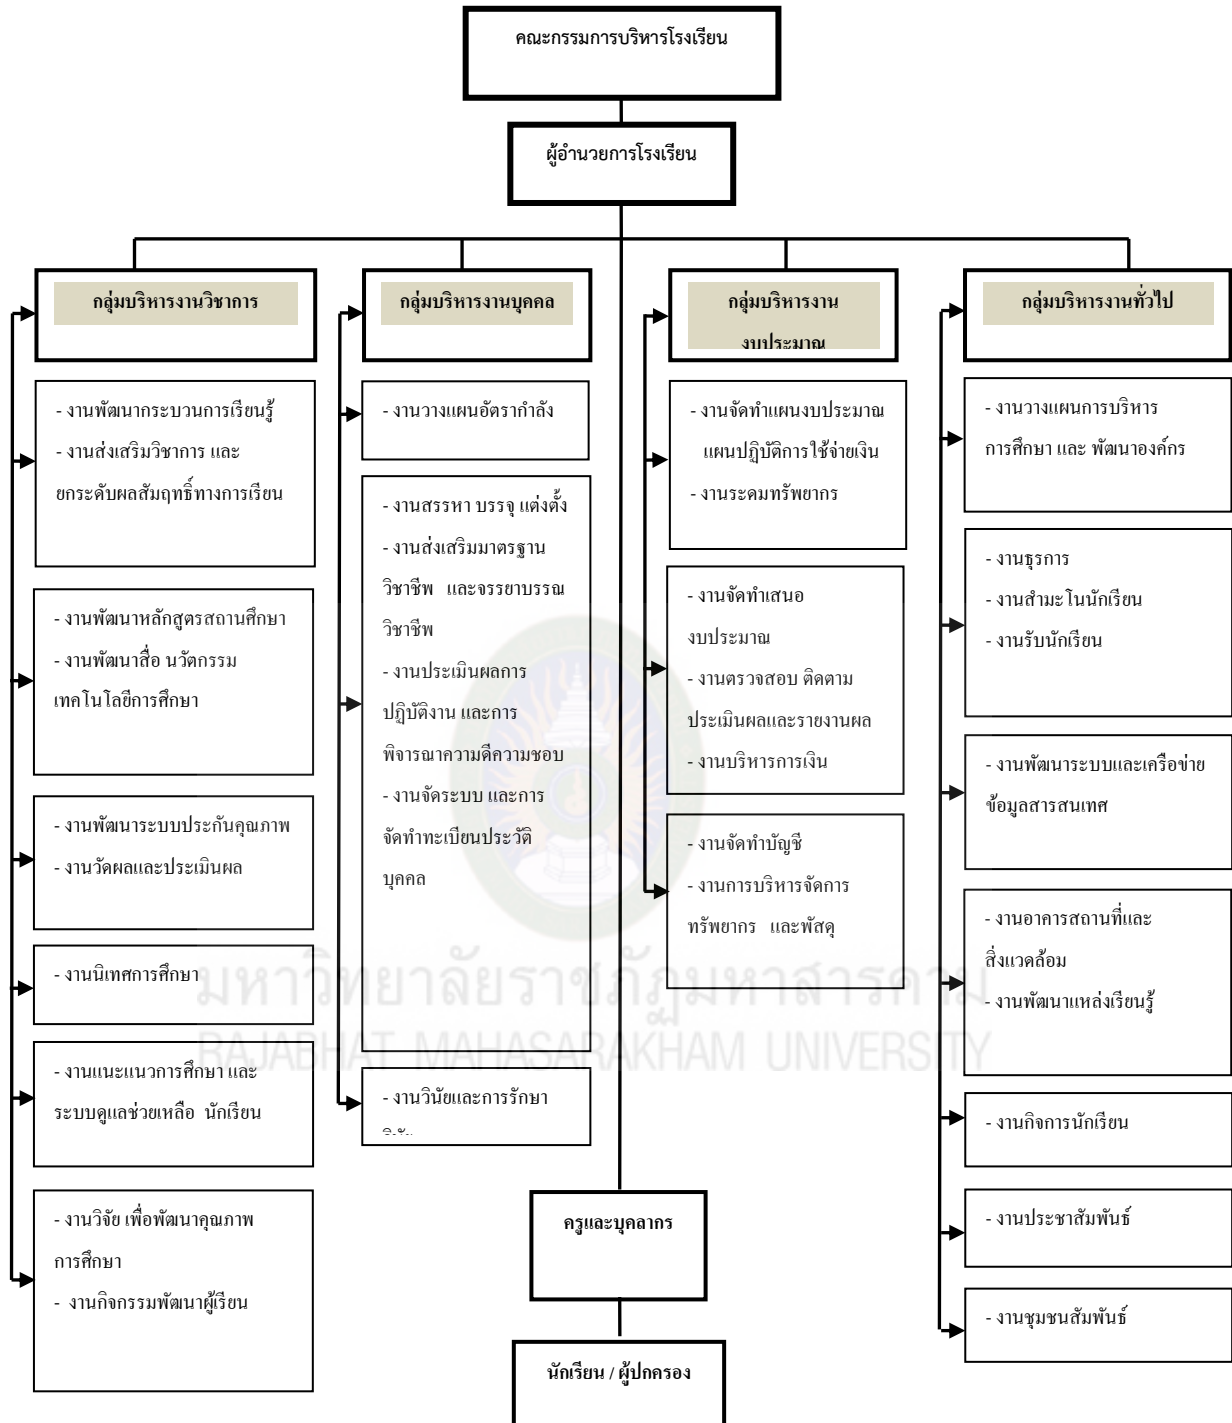 คณะกรรมการบริหารโรงเรียน
ผู้อำนวยการโรงเรียน
กลุ่มบริหารงานวิชาการ
- งานพัฒนากระบวนการเรียนรู้
- งานส่งเสริมวิชาการ และ
ยกระดับผลสัมฤทธิ์ทางการเรียน
- งานพัฒนาหลักสูตรสถานศึกษา
- งานพัฒนาสื่อ นวัตกรรม
เทคโนโลยีการศึกษา
- งานพัฒนาระบบประกันคุณภาพ
- งานวัดผลและประเมินผล
- งานนิเทศการศึกษา
- งานแนะแนวการศึกษา และ
ระบบดูแลช่วยเหลือ นักเรียน
- งานวิจัย เพื่อพัฒนาคุณภาพ
การศึกษา
- งานกิจกรรมพัฒนาผู้เรียน
กลุ่มบริหารงานบุคคล
- งานวางแผนอัตรากำลัง
- งานสรรหา บรรจุ แต่งตั้ง
- งานส่งเสริมมาตรฐาน
วิชาชีพ และจรรยาบรรณ
วิชาชีพ
- งานประเมินผลการ
ปฏิบัติงาน และการ
พิจารณาความดีความชอบ
- งานจัดระบบ และการ
จัดทำทะเบียนประวัติ
บุคคล
- งานวินัยและการรักษา
กลุ่มบริหารงาน
งบประมาณ
- งานจัดทำแผนงบประมาณ
แผนปฏิบัติการใช้จ่ายเงิน
- งานระดมทรัพยากร
- งานจัดทำเสนอ
งบประมาณ
- งานตรวจสอบ ติดตาม
ประเมินผลและรายงานผล
- งานบริหารการเงิน
- งานจัดทำบัญชี
- งานการบริหารจัดการ
ทรัพยากร และพัสดุ
กลุ่มบริหารงานทั่วไป
- งานวางแผนการบริหาร
การศึกษา และ พัฒนาองค์กร
- งานธุรการ
- งานสำมะโนนักเรียน
- งานรับนักเรียน
- งานพัฒนาระบบและเครือข่าย
ข้อมูลสารสนเทศ
- งานอาคารสถานที่และ
สิ่งแวดล้อม
- งานพัฒนาแหล่งเรียนรู้
- งานกิจการนักเรียน
- งานประชาสัมพันธ์
- งานชุมชนสัมพันธ์
ครูและบุคลากร
นักเรียน / ผู้ปกครอง
มหาวิทยาลัยราชภัฏมหาสารคาม
RAJABHAT MAHASARAKHAM UNIVERSITY